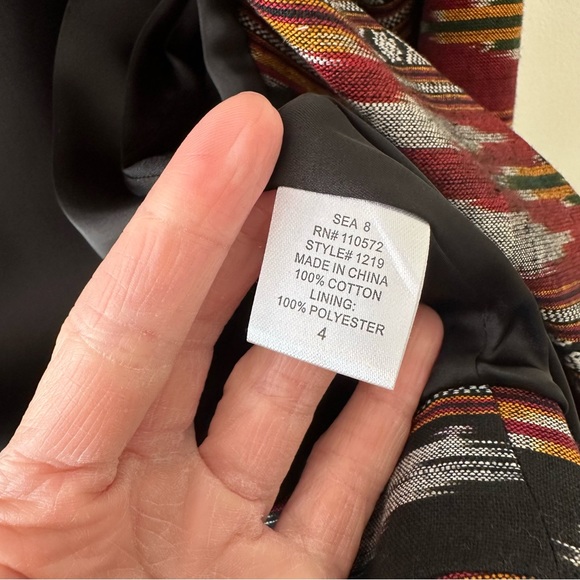 SEA 8
RN# 110572
STYLE# 1219
MADE IN CHINA
100% COTTON
LINING:
100% POLYESTER
4